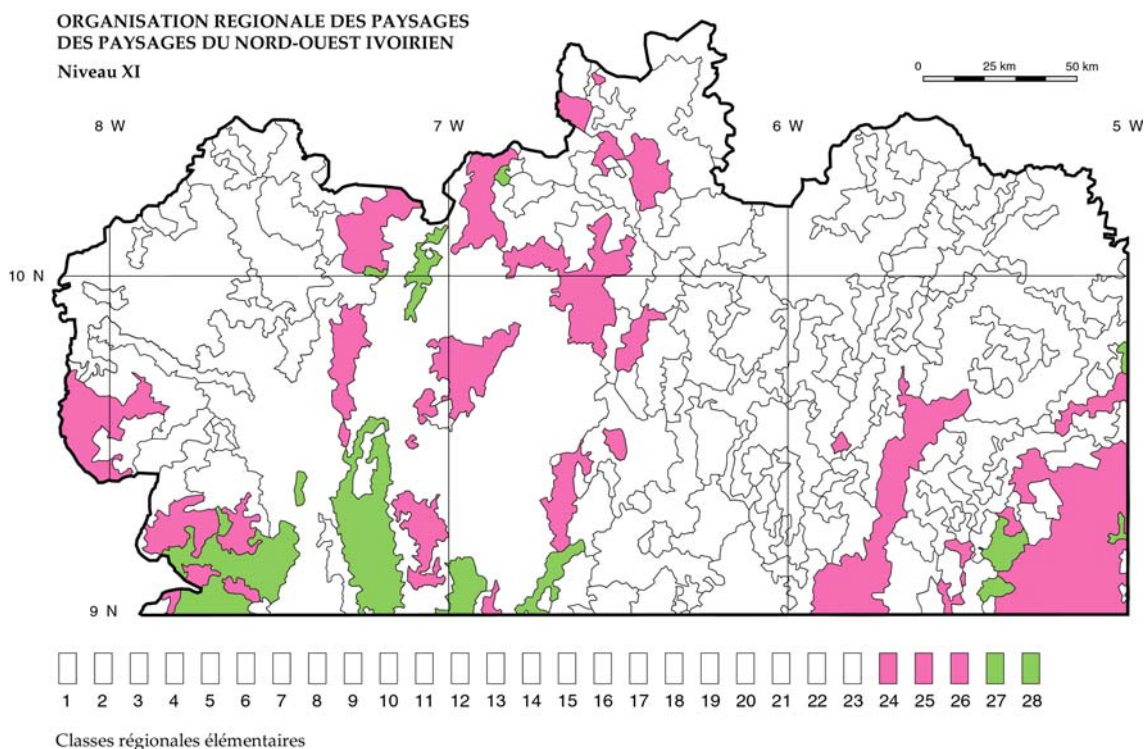 ORGANISATION REGIONALE DES PAYSAGES
DES PAYSAGES DU NORD-OUEST IVOIRIEN
Niveau XI
0 25 km 50 km
8 W 7 W 6 W 5 W
10 N
9 N
1 2 3 4 5 6 7 8 9 10 11 12 13 14 15 16 17 18 19 20 21 22 23 24 25 26 27 28
Classes régionales élémentaires